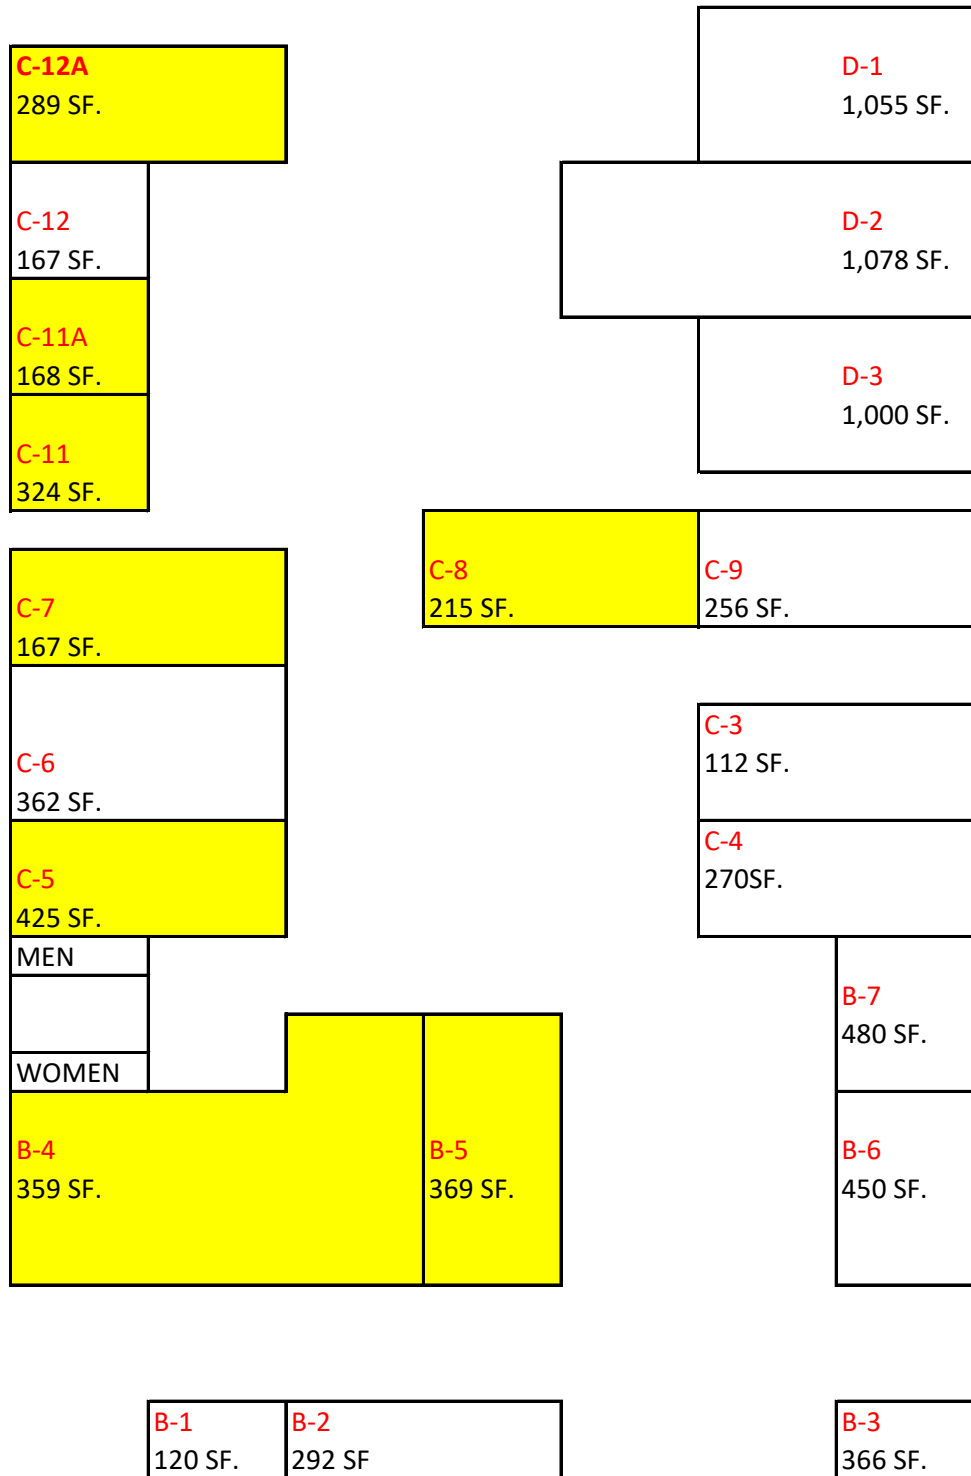 C-12A
289 SF.
D-1
1,055 SF.
C-12
167 SF.
D-2
1,078 SF.
C-11A
168 SF.
D-3
1,000 SF.
C-11
324 SF.
C-8
215 SF.
C-9
256 SF.
C-7
167 SF.
C-3
112 SF.
C-6
362 SF.
C-4
270SF.
C-5
425 SF.
MEN
B-7
480 SF.
WOMEN
B-4
359 SF.
B-5
369 SF.
B-6
450 SF.
B-1
120 SF.
B-2
292 SF
B-3
366 SF.